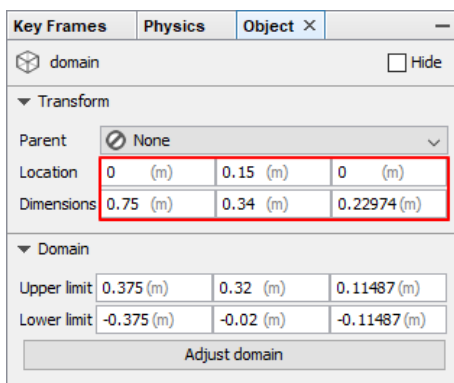 Key Frames Physics Object ×
domain Hide
Transform
Parent None
Location 0 (m) 0.15 (m) 0 (m)
Dimensions 0.75 (m) 0.34 (m) 0.22974 (m)
Domain
Upper limit 0.375 (m) 0.32 (m) 0.11487 (m)
Lower limit -0.375 (m) -0.02 (m) -0.11487 (m)
Adjust domain